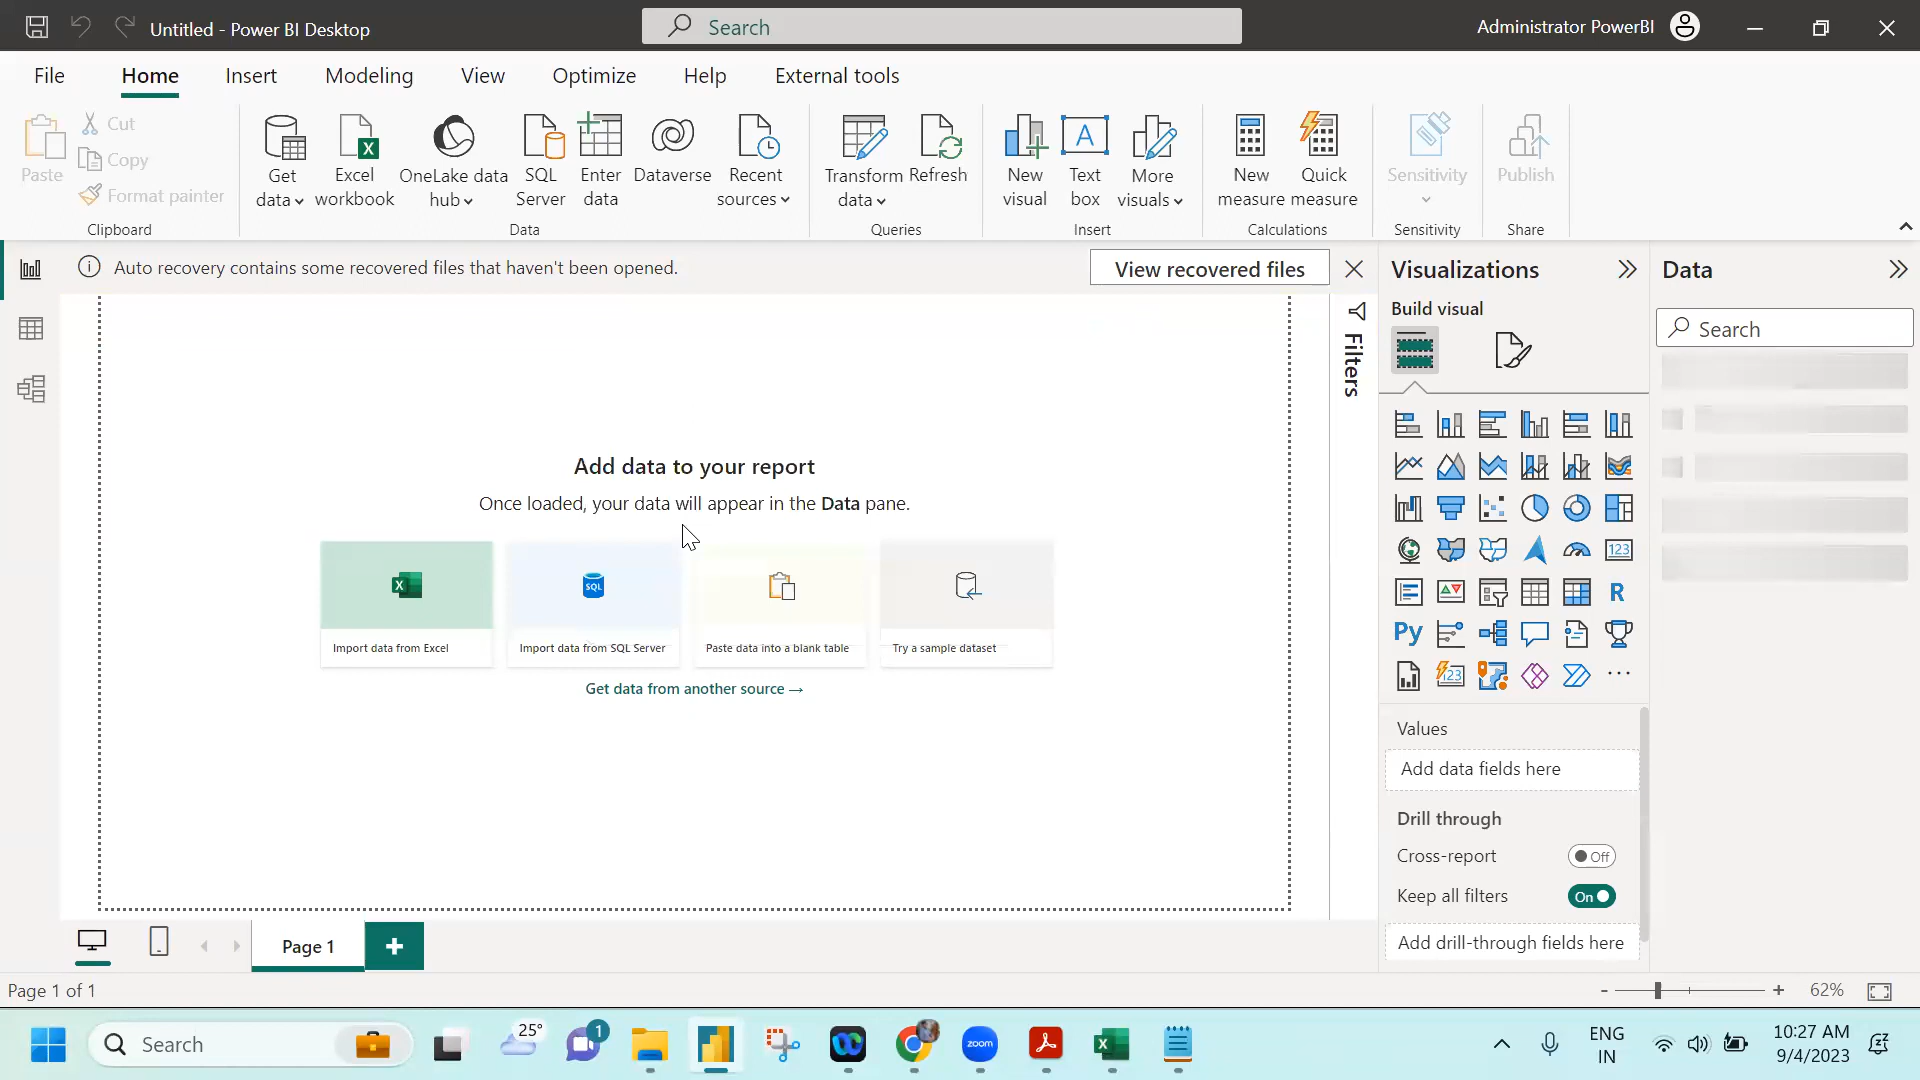 Untitled - Power BI Desktop
Search
Administrator PowerBI
File
Home
Insert
Modeling
View
Optimize
Help
External tools
Paste
Cut
Copy
Format painter
Clipboard
Get data
Excel workbook
OneLake data hub
SQL Server
Enter data
Dataverse
Recent sources
Data
Transform data
Refresh
Queries
New visual
A
Text box
More visuals
Insert
New measure
Quick measure
Calculations
Sensitivity
Sensitivity
Publish
Share
Auto recovery contains some recovered files that haven't been opened.
View recovered files
Filters
Visualizations
Build visual
Data
Search
123
R
Py
123
Values
Add data fields here
Drill through
Cross-report
Off
Keep all filters
On
Add drill-through fields here
Add data to your report
Once loaded, your data will appear in the Data pane.
SQL
Import data from Excel
Import data from SQL Server
Paste data into a blank table
Try a sample dataset
Get data from another source →
Page 1
Page 1 of 1
- +
62%
Search
25°
1
zoom
ENG
IN
10:27 AM
9/4/2023